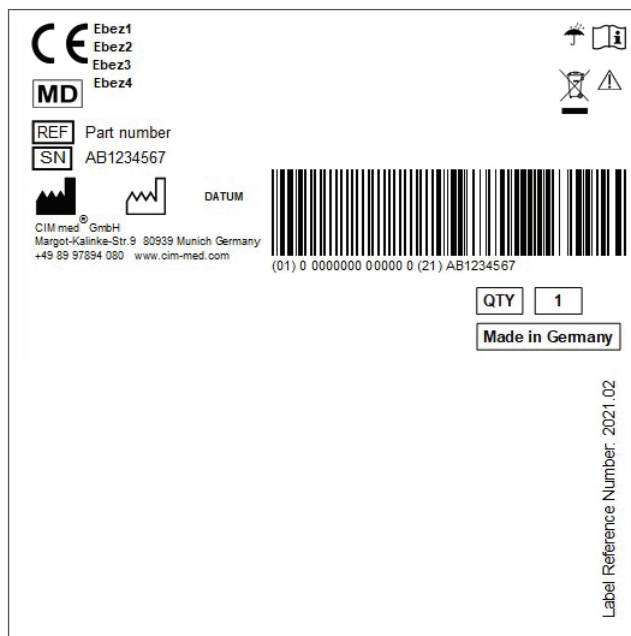 CE Ebez1
Ebez2
Ebez3
Ebez4
MD
REF Part number
SN AB1234567
DATUM
CIM med® GmbH
Margot-Kalinke-Str.9 80939 Munich Germany
+49 89 97894 080 www.cim-med.com
(01) 0 0000000 00000 0 (21) AB1234567
QTY 1
Made in Germany
Label Reference Number: 2021.02